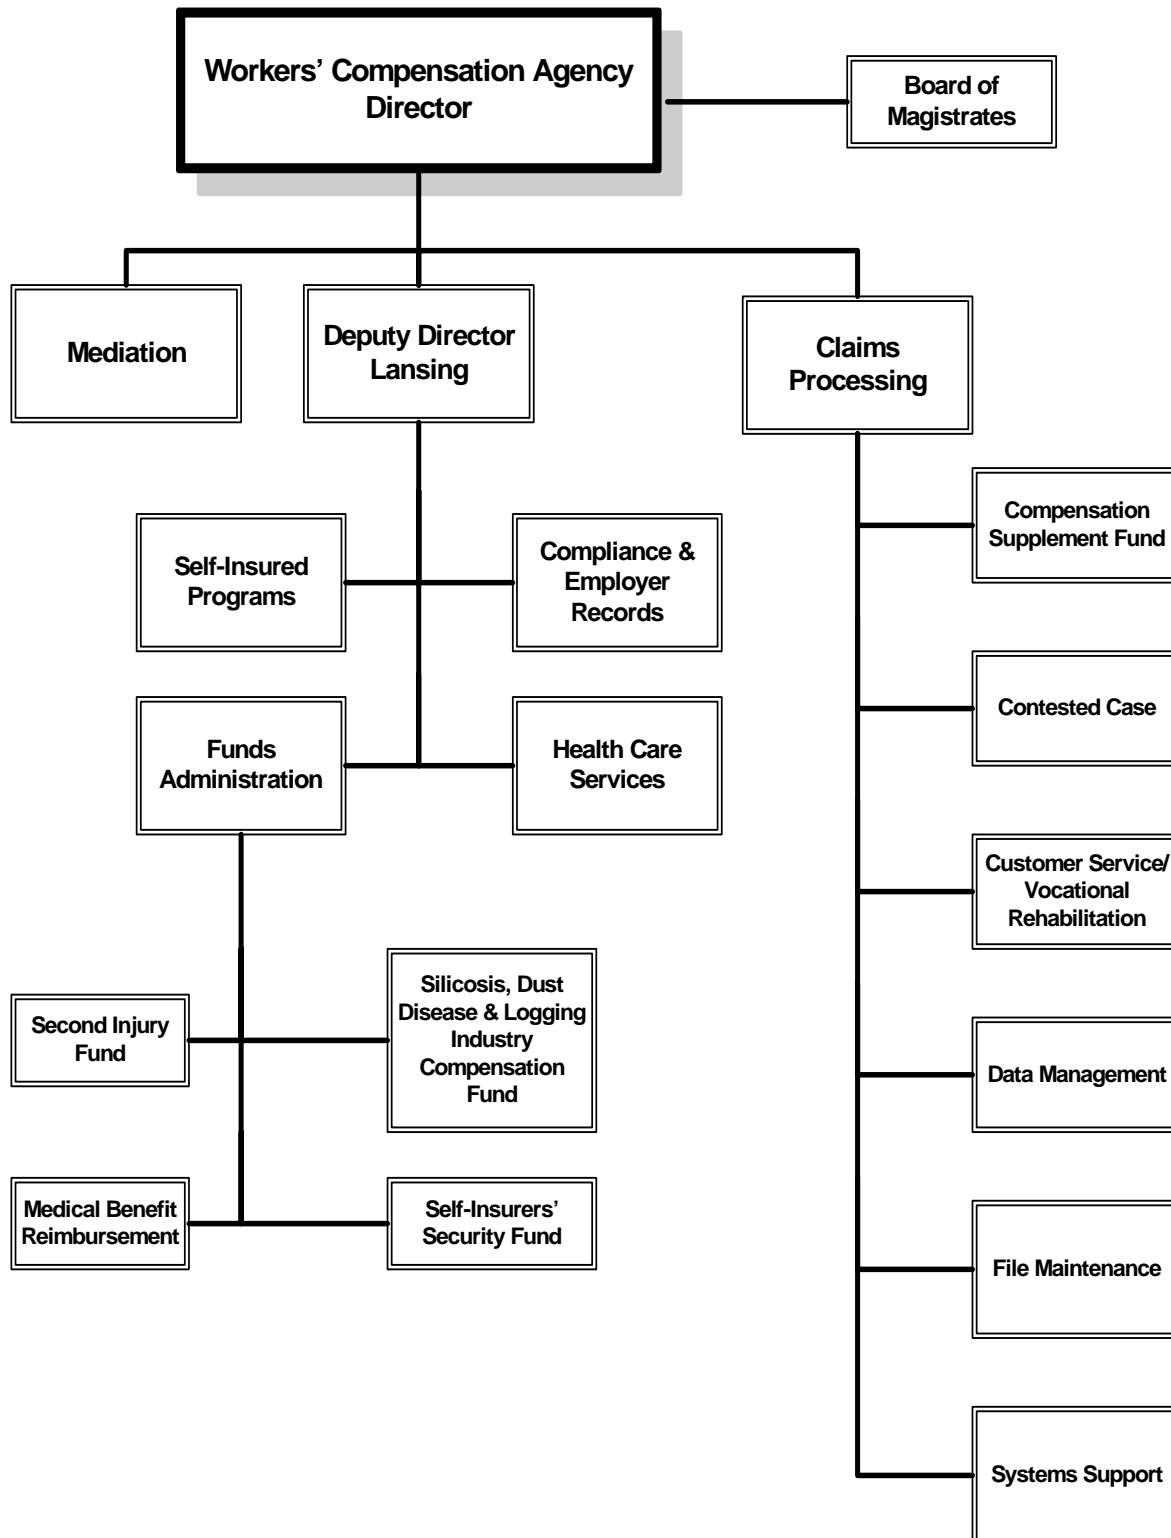 Workers’ Compensation Agency
Director
Board of
Magistrates
Mediation
Deputy Director
Lansing
Claims
Processing
Compensation
Supplement Fund
Self-Insured
Programs
Compliance &
Employer
Records
Contested Case
Funds
Administration
Health Care
Services
Customer Service/
Vocational
Rehabilitation
Second Injury
Fund
Silicosis, Dust
Disease & Logging
Industry
Compensation
Fund
Data Management
Medical Benefit
Reimbursement
Self-Insurers’
Security Fund
File Maintenance
Systems Support